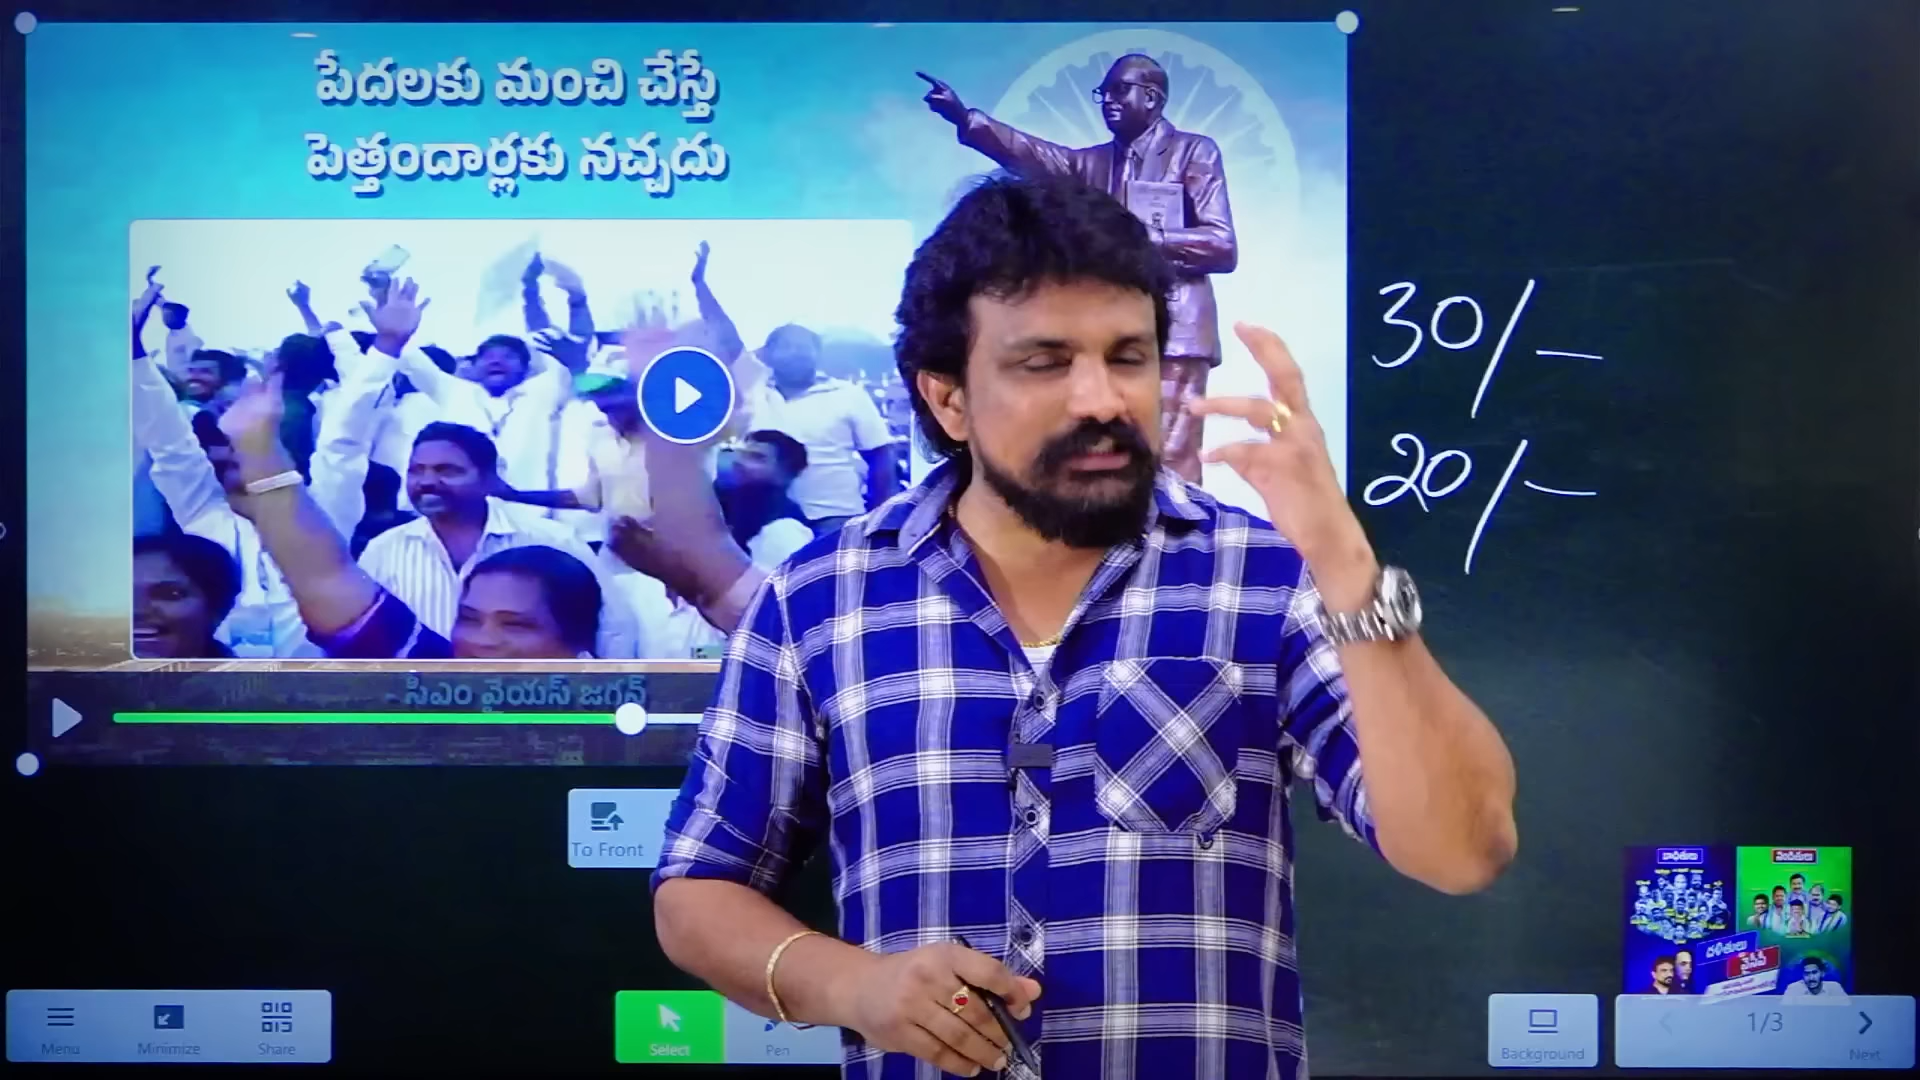 పేదలకు మంచి చేస్తే
పెత్తందార్లకు నచ్చదు
30/-
20/-
సీఎం వైయస్ జగన్
To Front
బాధితులు
నిందితులు
దళితులు
వైసీపీ
Menu
Minimize
Share
Select
Pen
Background
1/3
Next